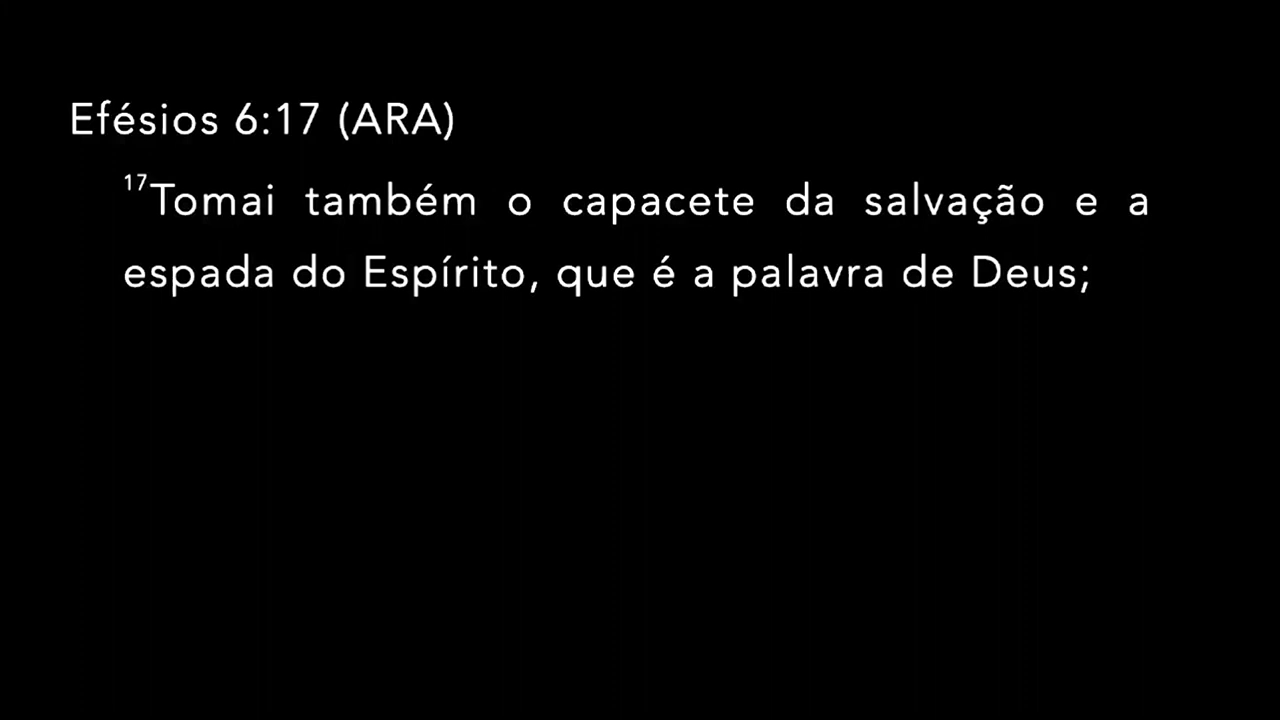 Efésios 6:17 (ARA)
17Tomai também o capacete da salvação e a
espada do Espírito, que é a palavra de Deus;